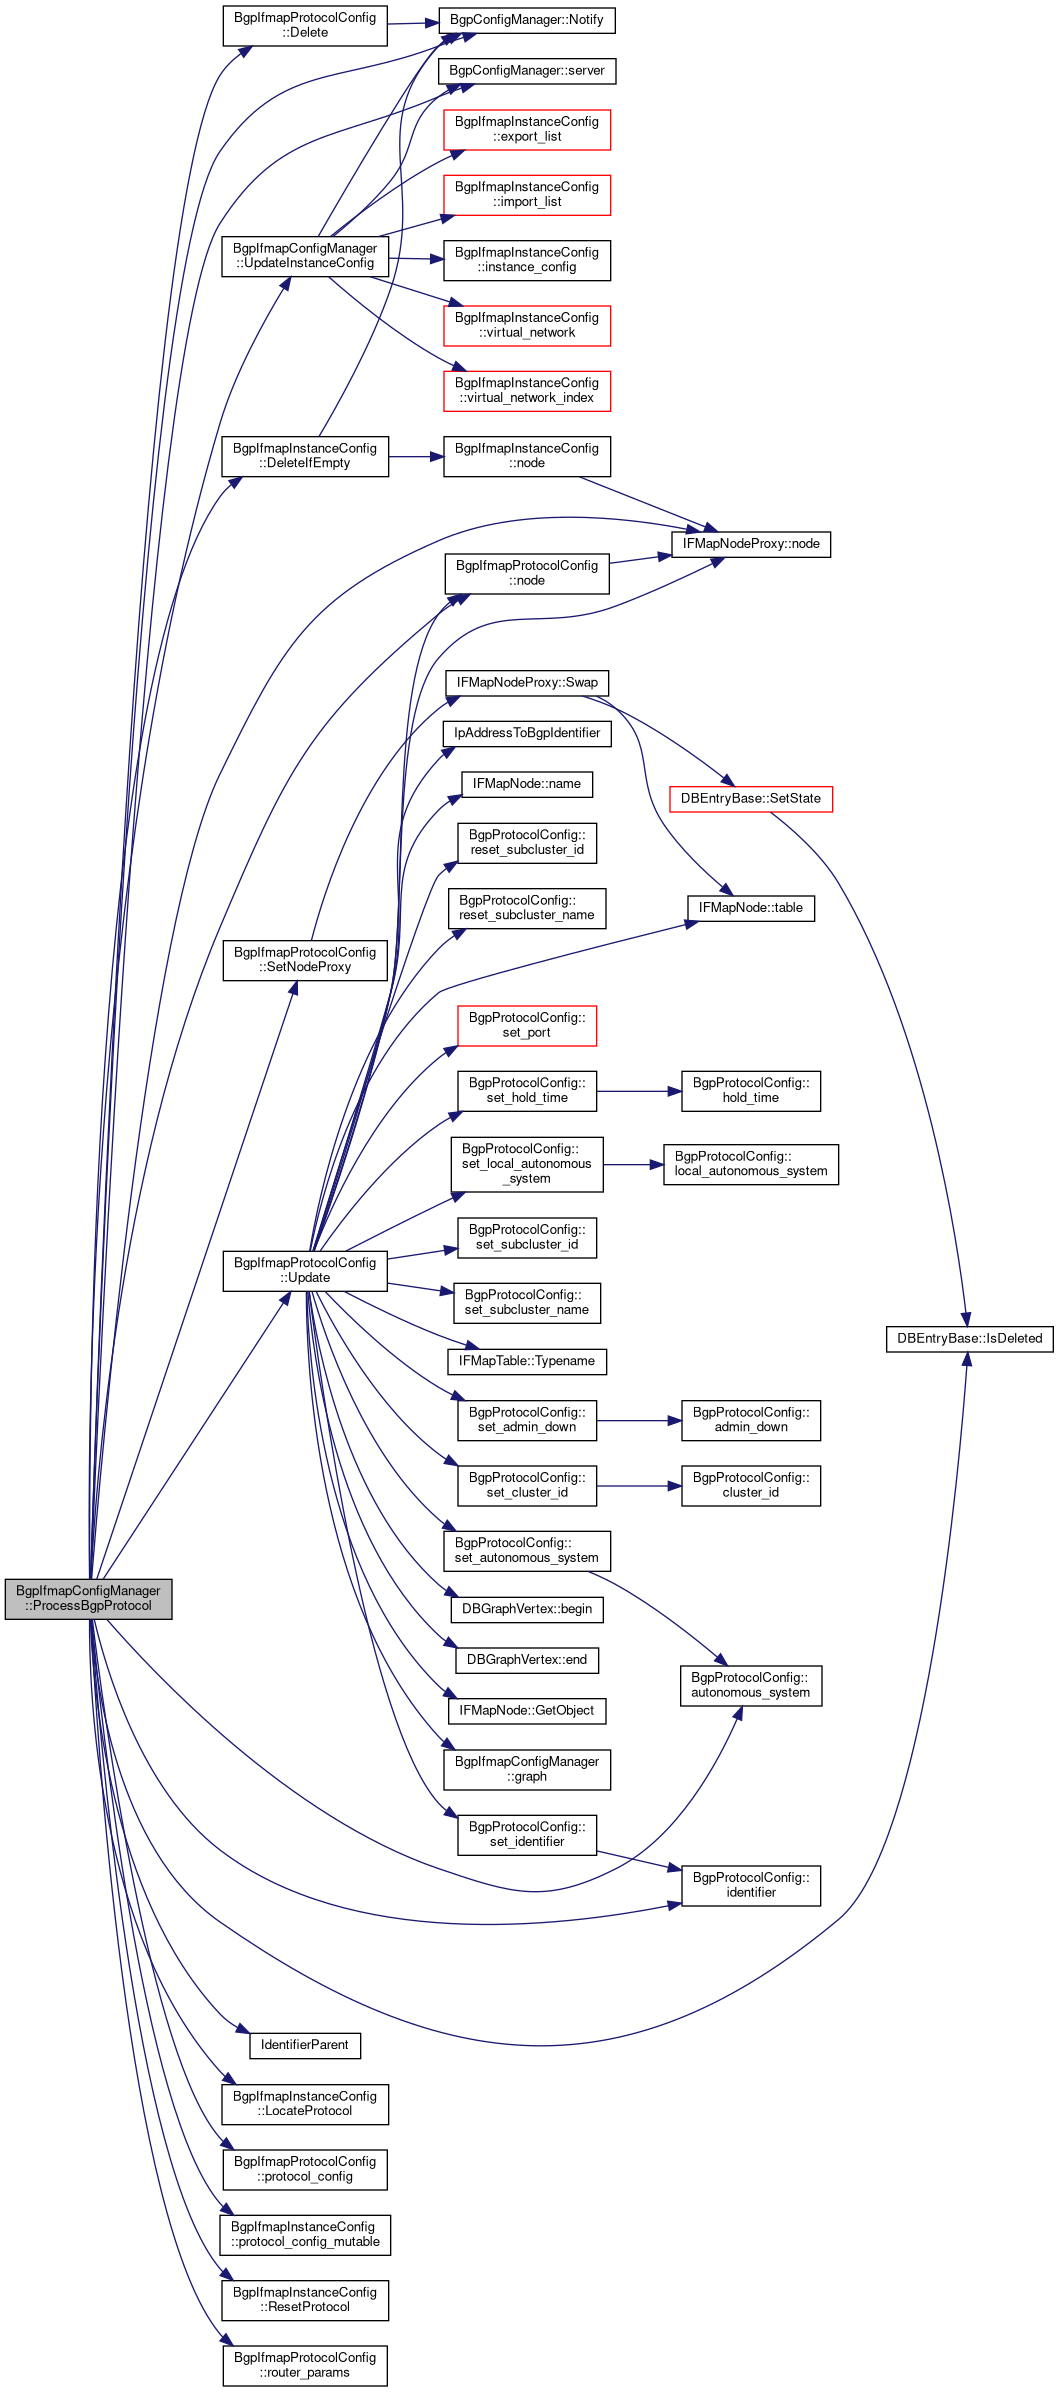 BgpIfmapProtocolConfig
::Delete
BgpConfigManager::Notify
BgpConfigManager::server
BgpIfmapInstanceConfig
::export_list
BgpIfmapInstanceConfig
::import_list
BgpIfmapConfigManager
::UpdateInstanceConfig
BgpIfmapInstanceConfig
::instance_config
BgpIfmapInstanceConfig
::virtual_network
BgpIfmapInstanceConfig
::virtual_network_index
BgpIfmapInstanceConfig
::DeleteIfEmpty
BgpIfmapInstanceConfig
::node
IFMapNodeProxy::node
BgpIfmapProtocolConfig
::node
IFMapNodeProxy::Swap
IpAddressToBgpIdentifier
IFMapNode::name
DBEntryBase::SetState
BgpProtocolConfig::
reset_subcluster_id
BgpProtocolConfig::
reset_subcluster_name
IFMapNode::table
BgpIfmapProtocolConfig
::SetNodeProxy
BgpProtocolConfig::
set_port
BgpProtocolConfig::
set_hold_time
BgpProtocolConfig::
hold_time
BgpProtocolConfig::
set_local_autonomous
_system
BgpProtocolConfig::
local_autonomous_system
BgpProtocolConfig::
set_subcluster_id
BgpIfmapProtocolConfig
::Update
BgpProtocolConfig::
set_subcluster_name
DBEntryBase::IsDeleted
IFMapTable::Typename
BgpProtocolConfig::
set_admin_down
BgpProtocolConfig::
admin_down
BgpProtocolConfig::
set_cluster_id
BgpProtocolConfig::
cluster_id
BgpProtocolConfig::
set_autonomous_system
BgpIfmapConfigManager
::ProcessBgpProtocol
DBGraphVertex::begin
DBGraphVertex::end
BgpProtocolConfig::
autonomous_system
IFMapNode::GetObject
BgpIfmapConfigManager
::graph
BgpProtocolConfig::
set_identifier
BgpProtocolConfig::
identifier
IdentifierParent
BgpIfmapInstanceConfig
::LocateProtocol
BgpIfmapProtocolConfig
::protocol_config
BgpIfmapInstanceConfig
::protocol_config_mutable
BgpIfmapInstanceConfig
::ResetProtocol
BgpIfmapProtocolConfig
::router_params